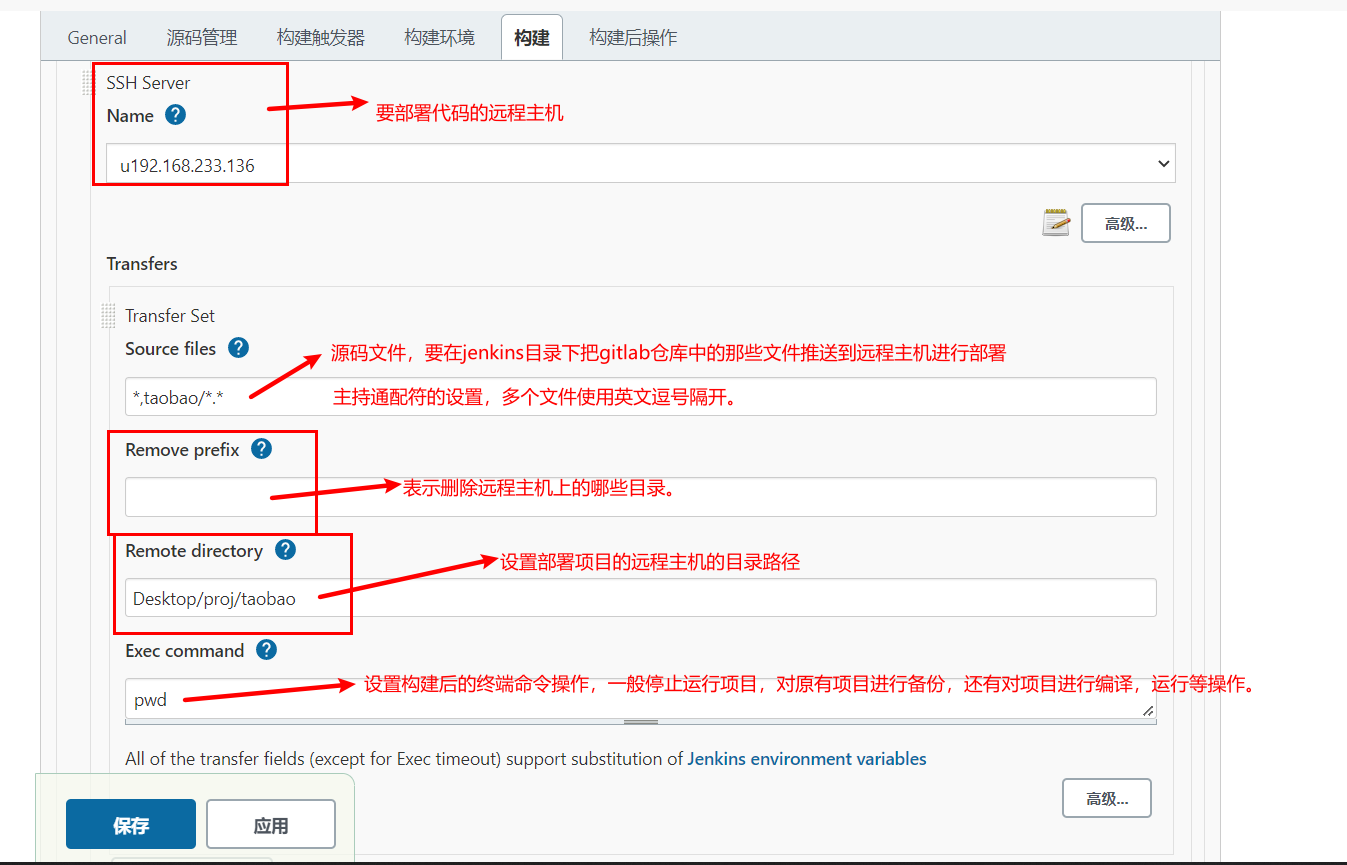 General 源码管理 构建触发器 构建环境 构建 构建后操作
SSH Server
Name ?
要部署代码的远程主机
u192.168.233.136
高级...
Transfers
Transfer Set
Source files ?
源码文件，要在jenkins目录下把gitlab仓库中的那些文件推送到远程主机进行部署
*,taobao/*.*
主持通配符的设置，多个文件使用英文逗号隔开。
Remove prefix ?
表示删除远程主机上的哪些目录。
Remote directory ?
设置部署项目的远程主机的目录路径
Desktop/proj/taobao
Exec command ?
设置构建后的终端命令操作，一般停止运行项目，对原有项目进行备份，还有对项目进行编译，运行等操作。
pwd
All of the transfer fields (except for Exec timeout) support substitution of Jenkins environment variables
高级...
保存 应用